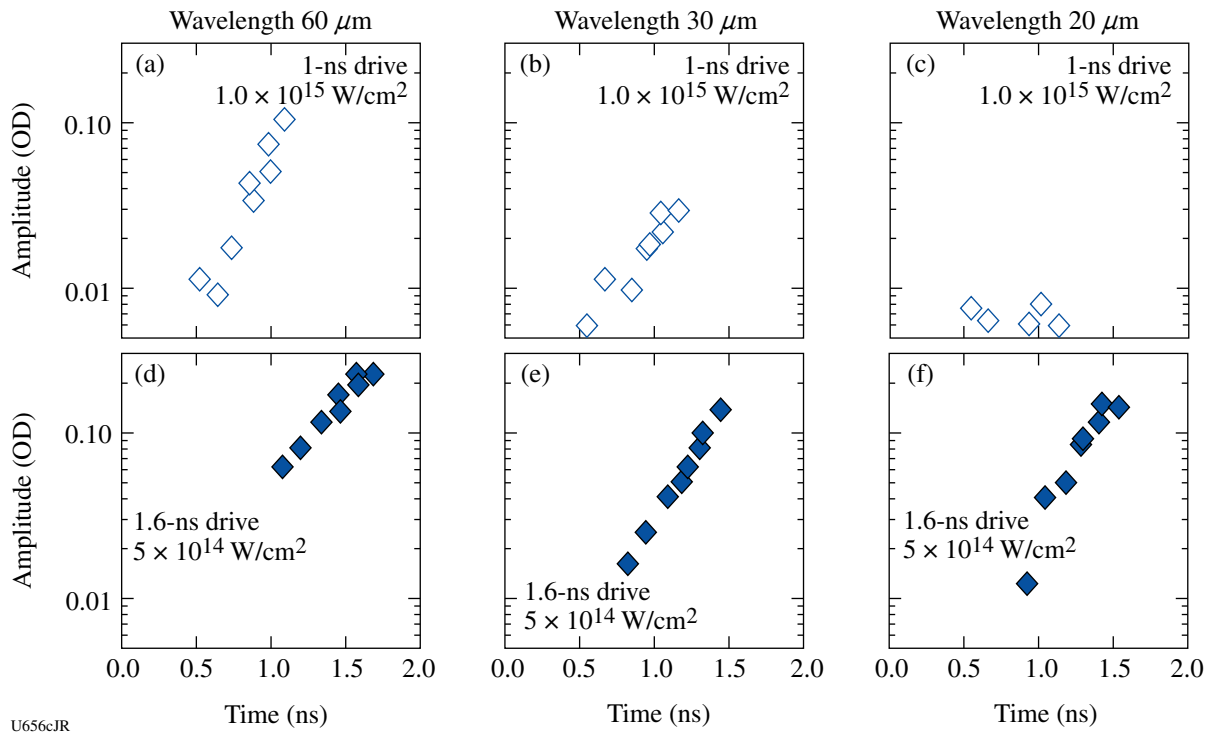 Wavelength 60 μm
Wavelength 30 μm
Wavelength 20 μm
(a)
1-ns drive
1.0 × 10^15 W/cm^2
(b)
1-ns drive
1.0 × 10^15 W/cm^2
(c)
1-ns drive
1.0 × 10^15 W/cm^2
Amplitude (OD)
0.10
0.01
(d)
1.6-ns drive
5 × 10^14 W/cm^2
(e)
1.6-ns drive
5 × 10^14 W/cm^2
(f)
1.6-ns drive
5 × 10^14 W/cm^2
Amplitude (OD)
0.10
0.01
0.0 0.5 1.0 1.5 2.0
0.0 0.5 1.0 1.5 2.0
0.0 0.5 1.0 1.5 2.0
Time (ns)
Time (ns)
Time (ns)
U656cJR